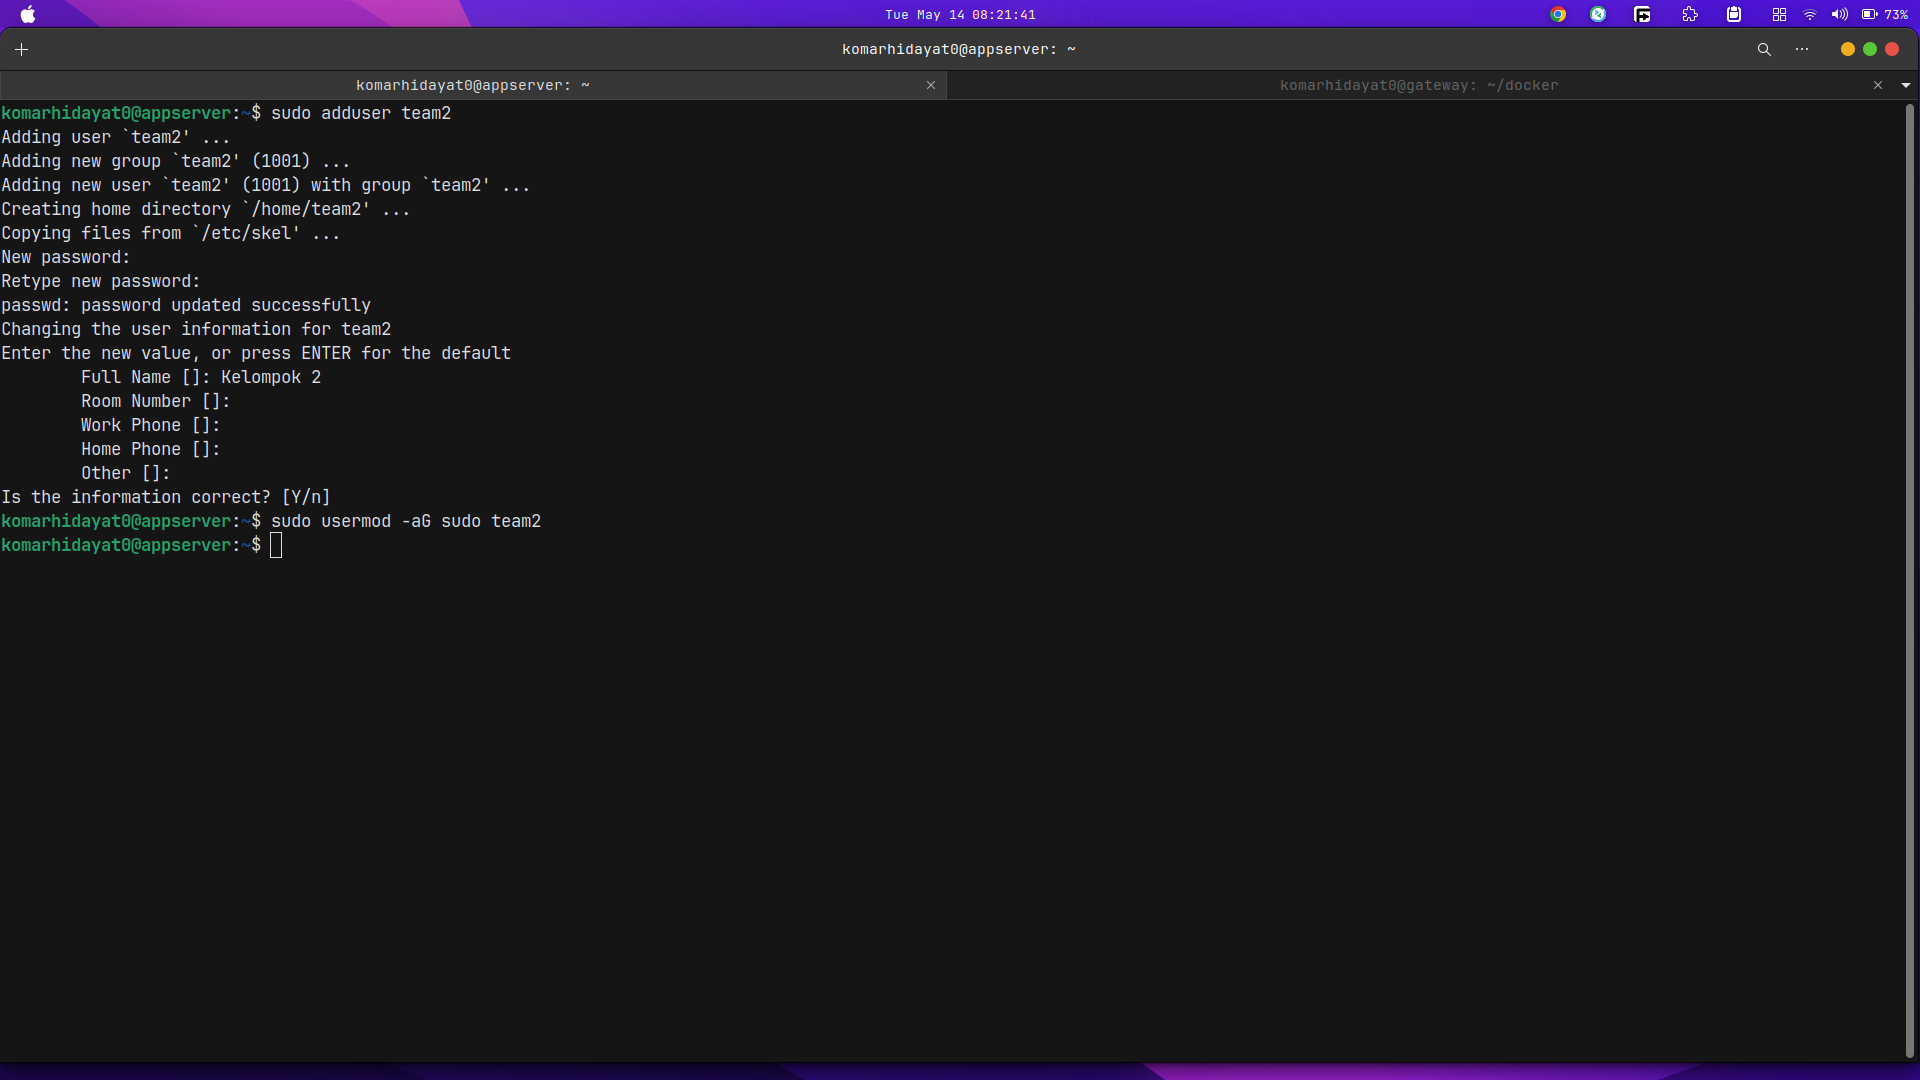 Tue May 14 08:21:41
73%
komarhidayat0@appserver: ~
komarhidayat0@appserver: ~
komarhidayat0@gateway: ~/docker
komarhidayat0@appserver:~$ sudo adduser team2
Adding user `team2' ...
Adding new group `team2' (1001) ...
Adding new user `team2' (1001) with group `team2' ...
Creating home directory `/home/team2' ...
Copying files from `/etc/skel' ...
New password:
Retype new password:
passwd: password updated successfully
Changing the user information for team2
Enter the new value, or press ENTER for the default
        Full Name []: Kelompok 2
        Room Number []:
        Work Phone []:
        Home Phone []:
        Other []:
Is the information correct? [Y/n]
komarhidayat0@appserver:~$ sudo usermod -aG sudo team2
komarhidayat0@appserver:~$